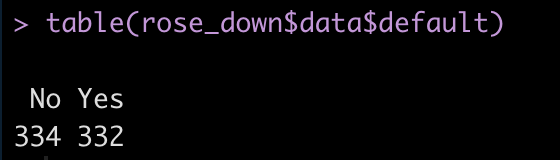 > table(rose_down$data$default)
No Yes
334 332